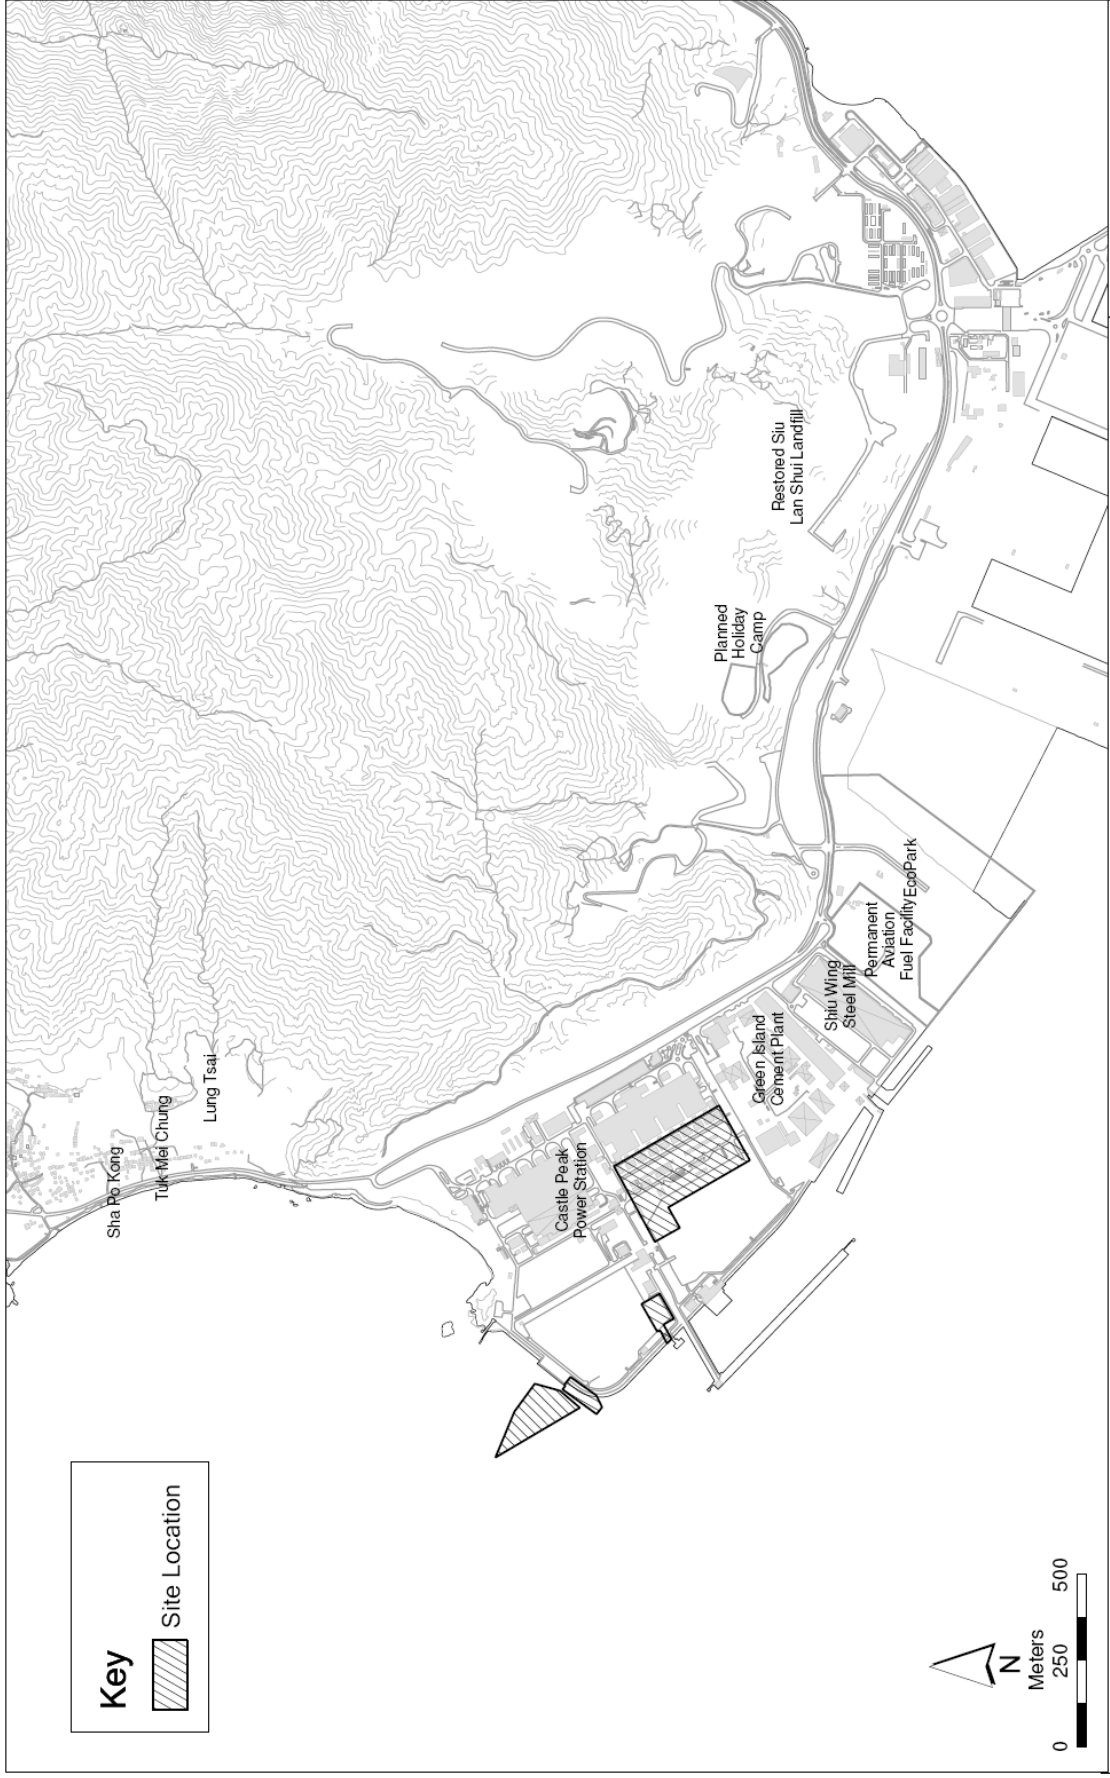 Key
Site Location
Sha Po Kong
Tuk Mei Chung
Lung Tsai
Castle Peak
Power Station
Green Island
Cement Plant
Shiu Wing
Steel Mill
Permanent
Aviation
Fuel Facility
EcoPark
Planned
Holiday
Camp
Restored Siu
Lan Shui Landfill
N
Meters
0 250 500